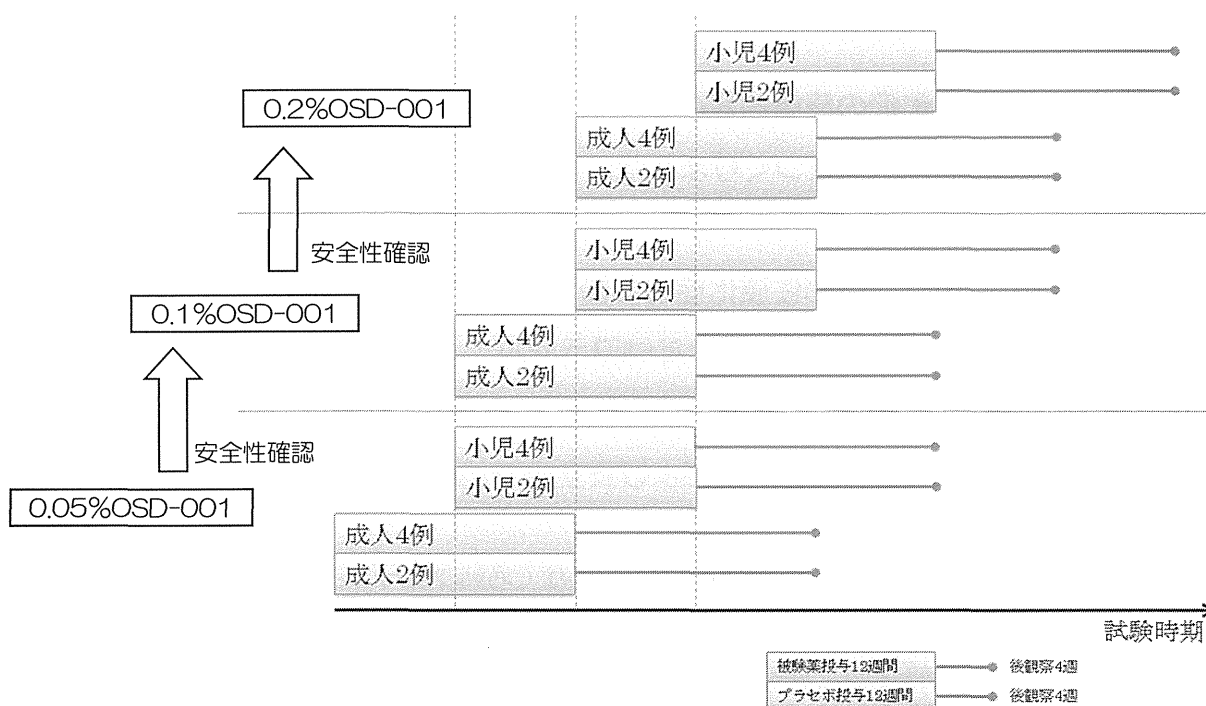 小児4例
小児2例
0.2%OSD-001
成人4例
成人2例
小児4例
安全性確認
小児2例
0.1%OSD-001
成人4例
成人2例
小児4例
安全性確認
小児2例
0.05%OSD-001
成人4例
成人2例
試験時期
被験薬投与12週間 後観察4週
プラセボ投与12週間 後観察4週